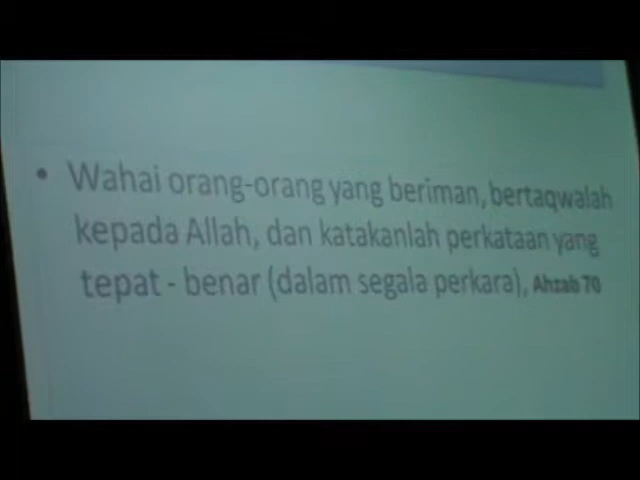 • Wahai orang-orang yang beriman, bertaqwalah
kepada Allah, dan katakanlah perkataan yang
tepat - benar (dalam segala perkara), Ahzab 70